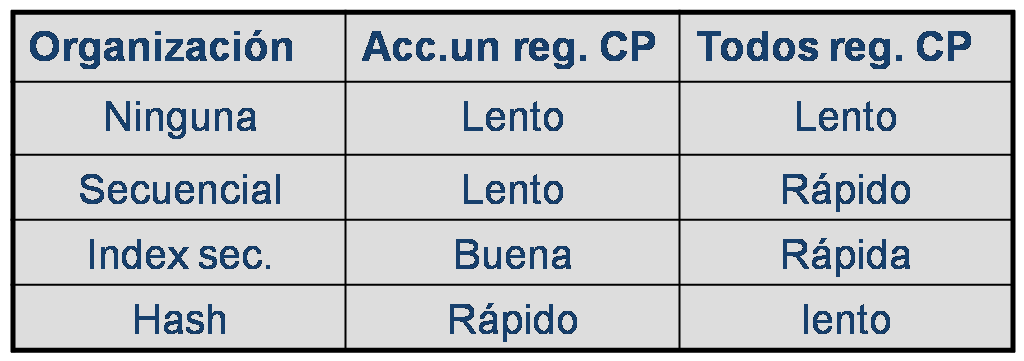 Organización Acc.un reg. CP Todos reg. CP
Ninguna Lento Lento
Secuencial Lento Rápido
Index sec. Buena Rápida
Hash Rápido lento